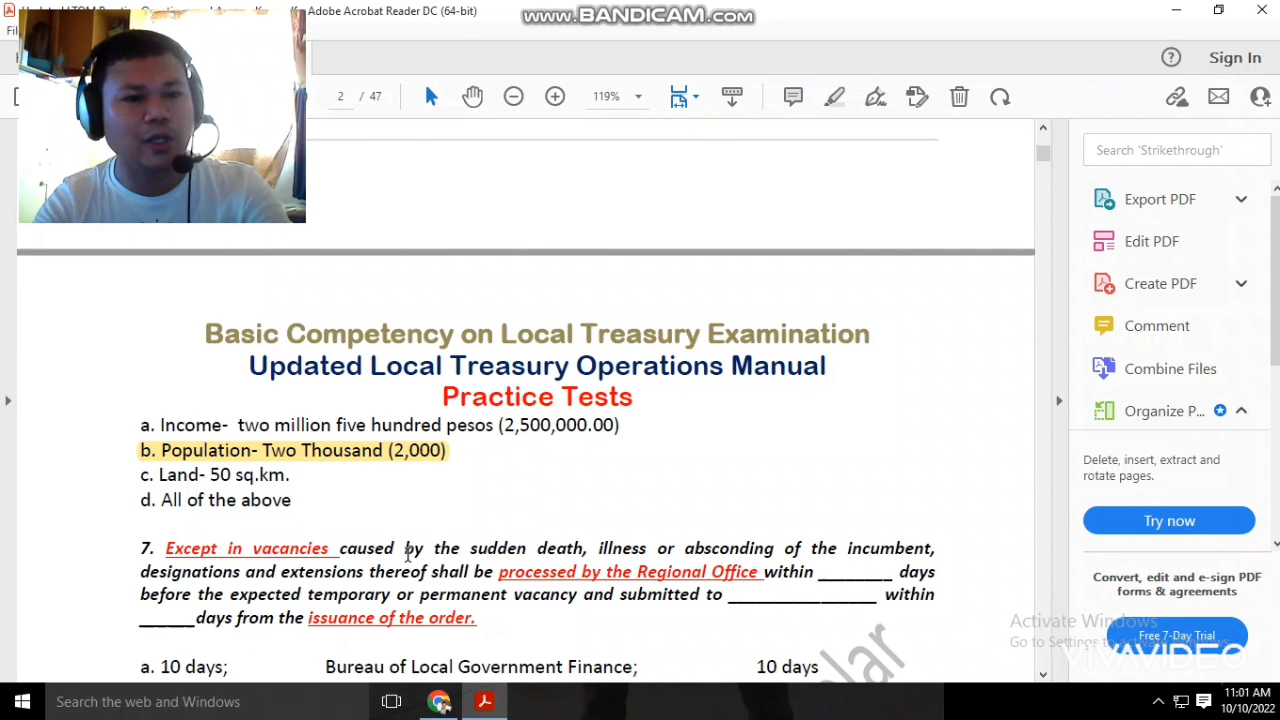 Adobe Acrobat Reader DC (64-bit)
www.BANDICAM.com
Sign In
2 / 47
119%
Search 'Strikethrough'
Export PDF
Edit PDF
Create PDF
Comment
Combine Files
Organize P...
Delete, insert, extract and
rotate pages.
Try now
Convert, edit and e-sign PDF
forms & agreements
Free 7-Day Trial
Basic Competency on Local Treasury Examination
Updated Local Treasury Operations Manual
Practice Tests
a. Income- two million five hundred pesos (2,500,000.00)
b. Population- Two Thousand (2,000)
c. Land- 50 sq.km.
d. All of the above
7. Except in vacancies caused by the sudden death, illness or absconding of the incumbent,
designations and extensions thereof shall be processed by the Regional Office within ________ days
before the expected temporary or permanent vacancy and submitted to ________________ within
______days from the issuance of the order.
a. 10 days; Bureau of Local Government Finance; 10 days
Activate Windows
VIVAVIDEO
Search the web and Windows
11:01 AM
10/10/2022